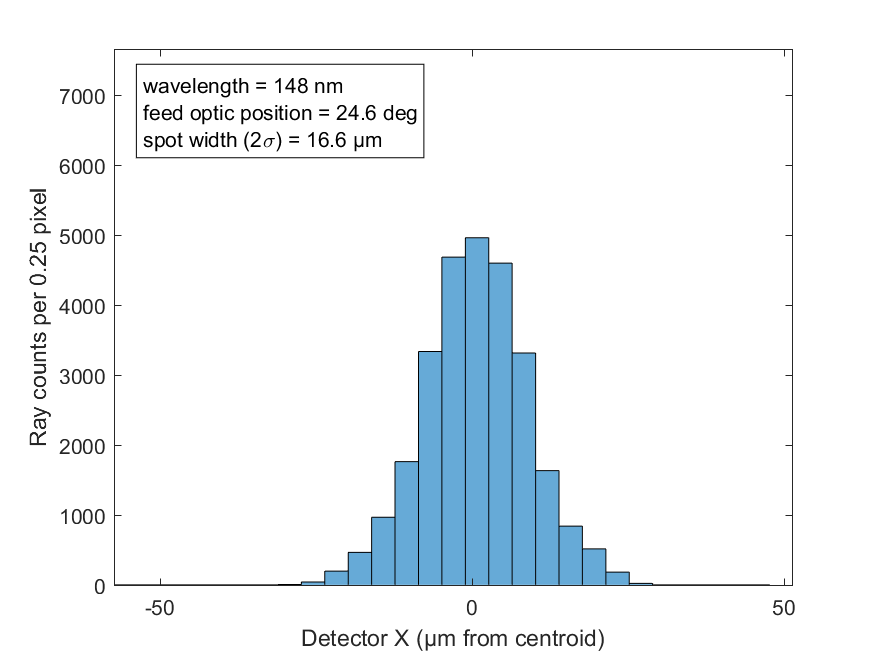 wavelength = 148 nm
feed optic position = 24.6 deg
spot width (2σ) = 16.6 µm
7000
6000
5000
4000
3000
2000
1000
0
Ray counts per 0.25 pixel
-50
0
50
Detector X (µm from centroid)